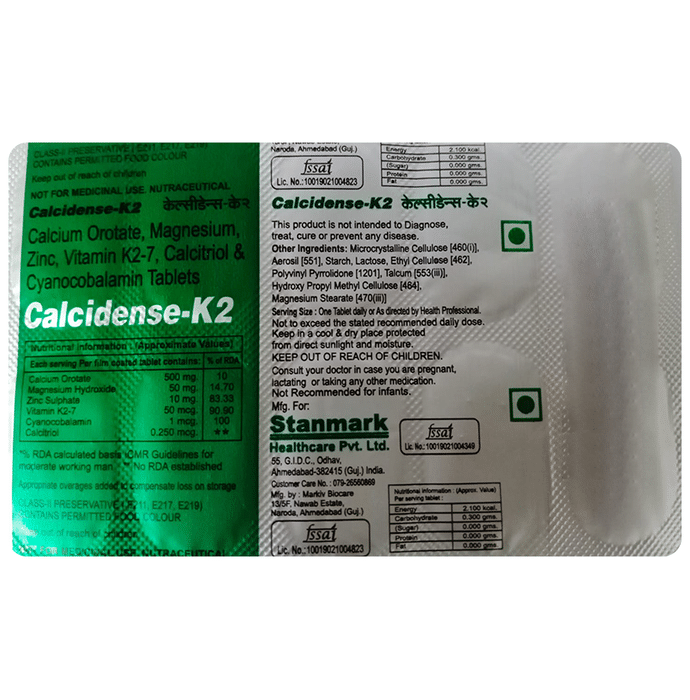 CLASS-II PRESERVATIVE (E211, E217, E219)
CONTAINS PERMITTED FOOD COLOUR
Keep out of reach of children
NOT FOR MEDICINAL USE. NUTRACEUTICAL
Calcidense-K2 केल्सीडेन्स-के२
Calcium Orotate, Magnesium,
Zinc, Vitamin K2-7, Calcitriol &
Cyanocobalamin Tablets
Calcidense-K2
Nutritional information : (Approximate Values)
Each serving Per film coated tablet contains: % of RDA
Calcium Orotate 500 mg. 10
Magnesium Hydroxide 50 mg. 14.70
Zinc Sulphate 10 mg. 83.33
Vitamin K2-7 50 mcg. 90.90
Cyanocobalamin 1 mcg. 100
Calcitriol 0.250 mcg. ★★
*% RDA calculated basis ICMR Guidelines for
moderate working man. No RDA established
Appropriate overages added to compensate loss on storage
CLASS-II PRESERVATIVE (E211, E217, E219)
CONTAINS PERMITTED FOOD COLOUR
Keep out of reach of children
NOT FOR MEDICINAL USE. NUTRACEUTICAL
Naroda, Ahmedabad (Guj.)
fssai
Lic. No.:10019021004823
Energy 2.100 kcal.
Carbohydrate 0.300 gms.
(Sugar) 0.000 gms.
Protein 0.000 gms.
Fat 0.000 gms.
Calcidense-K2 केल्सीडेन्स-के२
This product is not intended to Diagnose,
treat, cure or prevent any disease.
Other Ingredients: Microcrystalline Cellulose [460(i)],
Aerosil [551], Starch, Lactose, Ethyl Cellulose [462],
Polyvinyl Pyrrolidone [1201], Talcum [553(iii)],
Hydroxy Propyl Methyl Cellulose [464],
Magnesium Stearate [470(iii)]
Serving Size : One Tablet daily or As directed by Health Professional.
Not to exceed the stated recommended daily dose.
Keep in a cool & dry place protected
from direct sunlight and moisture.
KEEP OUT OF REACH OF CHILDREN.
Consult your doctor in case you are pregnant,
lactating or taking any other medication.
Not Recommended for infants.
Mfg. For:
Stanmark
Healthcare Pvt. Ltd.
55, G.I.D.C., Odhav,
Ahmedabad-382415 (Guj.) India.
Customer Care No. : 079-26560869
Mfg. by : Markiv Biocare
13/5F, Nawab Estate,
Naroda, Ahmedabad (Guj.)
fssai
Lic. No.:10019021004823
fssai
Lic. No.:10019021004349
Nutritional Information : (Approx. Value)
Per serving tablet :
Energy 2.100 kcal.
Carbohydrate 0.300 gms.
(Sugar) 0.000 gms.
Protein 0.000 gms.
Fat 0.000 gms.